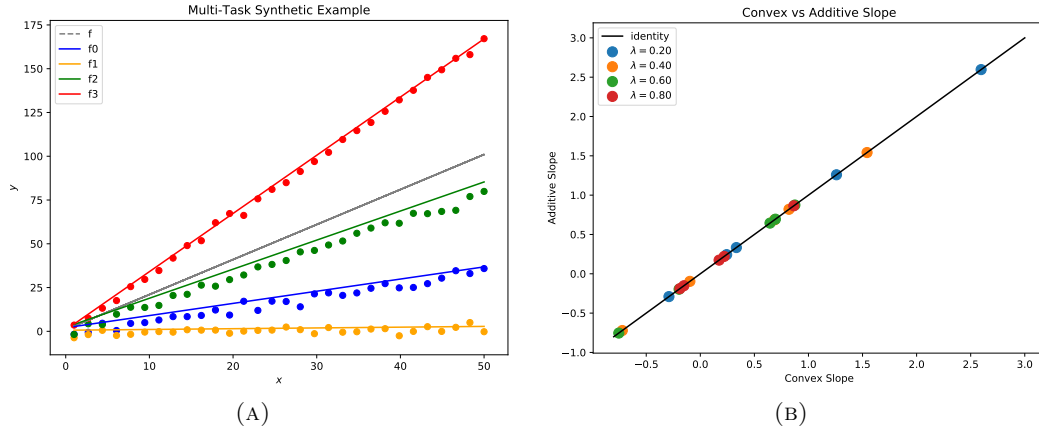 Multi-Task Synthetic Example
f
f0
f1
f2
f3
175
150
125
100
75
50
25
0
y
0
10
20
30
40
50
x
(A)
Convex vs Additive Slope
identity
λ = 0.20
λ = 0.40
λ = 0.60
λ = 0.80
3.0
2.5
2.0
1.5
1.0
0.5
0.0
−0.5
−1.0
Additive Slope
−0.5
0.0
0.5
1.0
1.5
2.0
2.5
3.0
Convex Slope
(B)